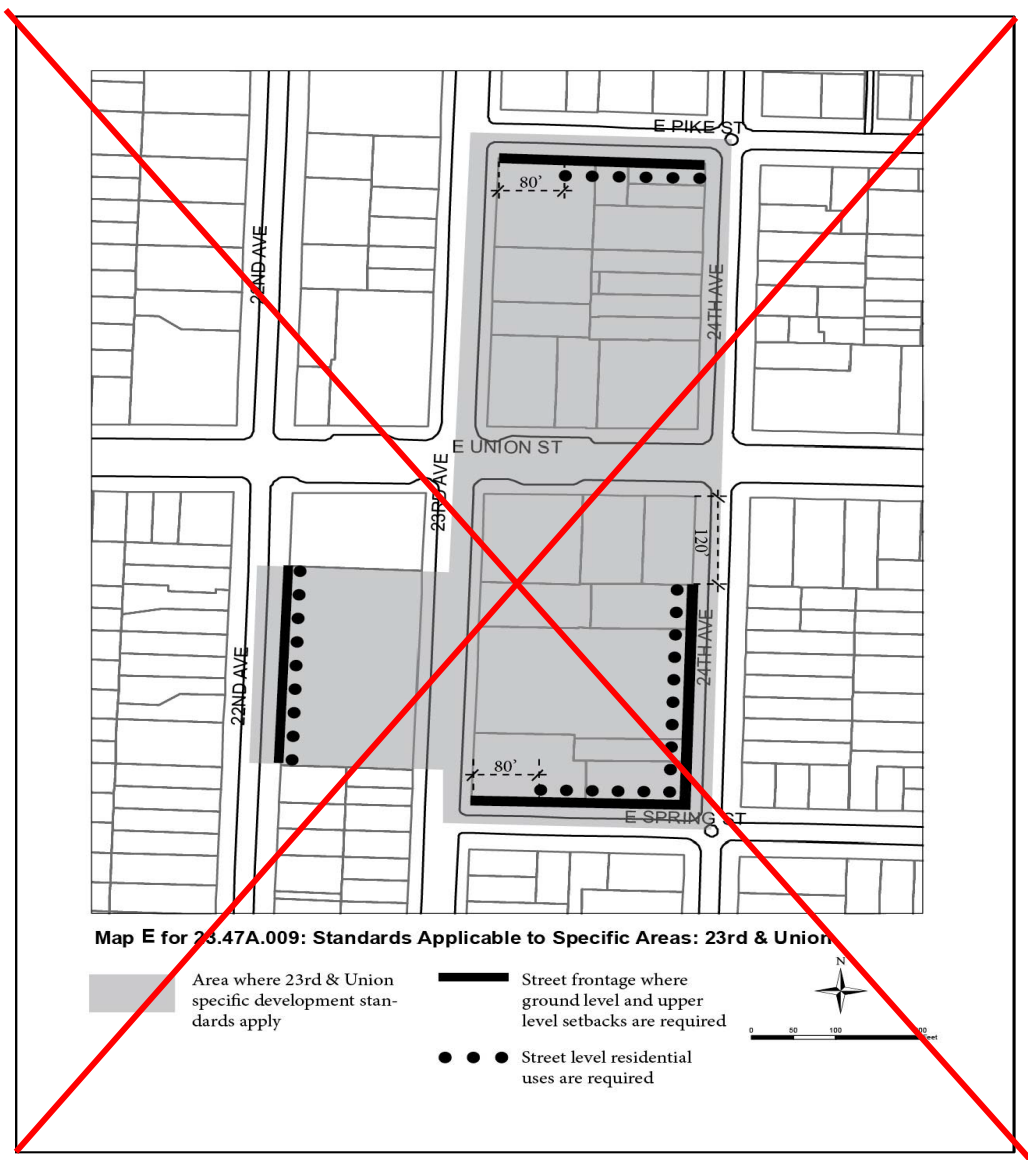 E PIKE ST
80’
22ND AVE
24TH AVE
E UNION ST
23RD AVE
120’
24TH AVE
22ND AVE
80’
E SPRING ST
Map E for 23.47A.009: Standards Applicable to Specific Areas: 23rd & Union
Area where 23rd & Union
specific development stan-
dards apply
Street frontage where
ground level and upper
level setbacks are required
Street level residential
uses are required
N
0 50 100 200
Feet